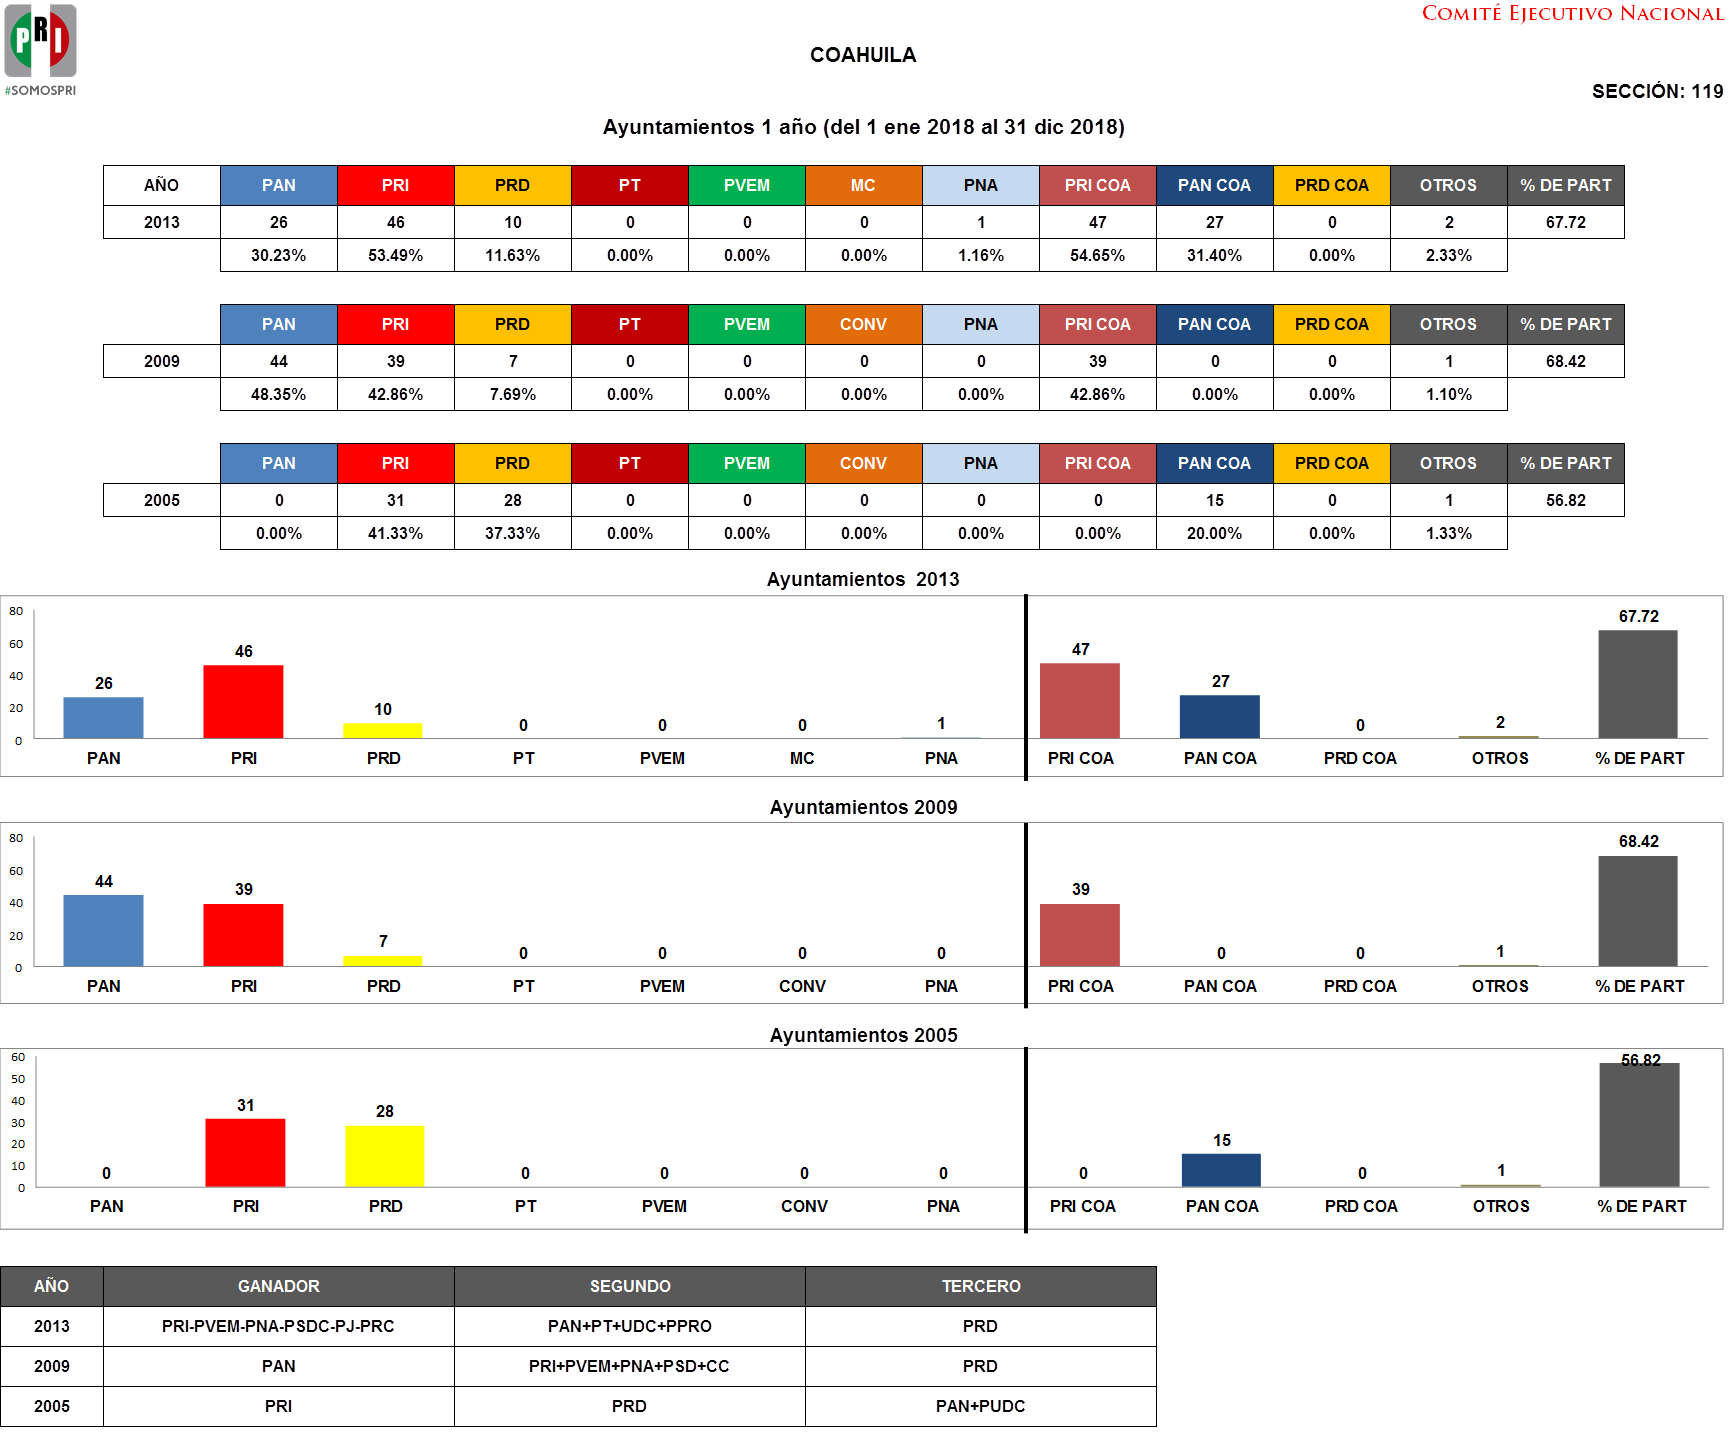 PRI
#SOMOSPRI
COMITÉ EJECUTIVO NACIONAL
COAHUILA
SECCIÓN: 119
Ayuntamientos 1 año (del 1 ene 2018 al 31 dic 2018)
AÑO PAN PRI PRD PT PVEM MC PNA PRI COA PAN COA PRD COA OTROS % DE PART
2013 26 46 10 0 0 0 1 47 27 0 2 67.72
30.23% 53.49% 11.63% 0.00% 0.00% 0.00% 1.16% 54.65% 31.40% 0.00% 2.33%
PAN PRI PRD PT PVEM CONV PNA PRI COA PAN COA PRD COA OTROS % DE PART
2009 44 39 7 0 0 0 0 39 0 0 1 68.42
48.35% 42.86% 7.69% 0.00% 0.00% 0.00% 0.00% 42.86% 0.00% 0.00% 1.10%
PAN PRI PRD PT PVEM CONV PNA PRI COA PAN COA PRD COA OTROS % DE PART
2005 0 31 28 0 0 0 0 0 15 0 1 56.82
0.00% 41.33% 37.33% 0.00% 0.00% 0.00% 0.00% 0.00% 20.00% 0.00% 1.33%
Ayuntamientos 2013
80
60
40
20
0
26 46 10 0 0 0 1 47 27 0 2 67.72
PAN PRI PRD PT PVEM MC PNA PRI COA PAN COA PRD COA OTROS % DE PART
Ayuntamientos 2009
80
60
40
20
0
44 39 7 0 0 0 0 39 0 0 1 68.42
PAN PRI PRD PT PVEM CONV PNA PRI COA PAN COA PRD COA OTROS % DE PART
Ayuntamientos 2005
60
50
40
30
20
10
0
0 31 28 0 0 0 0 0 15 0 1 56.82
PAN PRI PRD PT PVEM CONV PNA PRI COA PAN COA PRD COA OTROS % DE PART
AÑO GANADOR SEGUNDO TERCERO
2013 PRI-PVEM-PNA-PSDC-PJ-PRC PAN+PT+UDC+PPRO PRD
2009 PAN PRI+PVEM+PNA+PSD+CC PRD
2005 PRI PRD PAN+PUDC